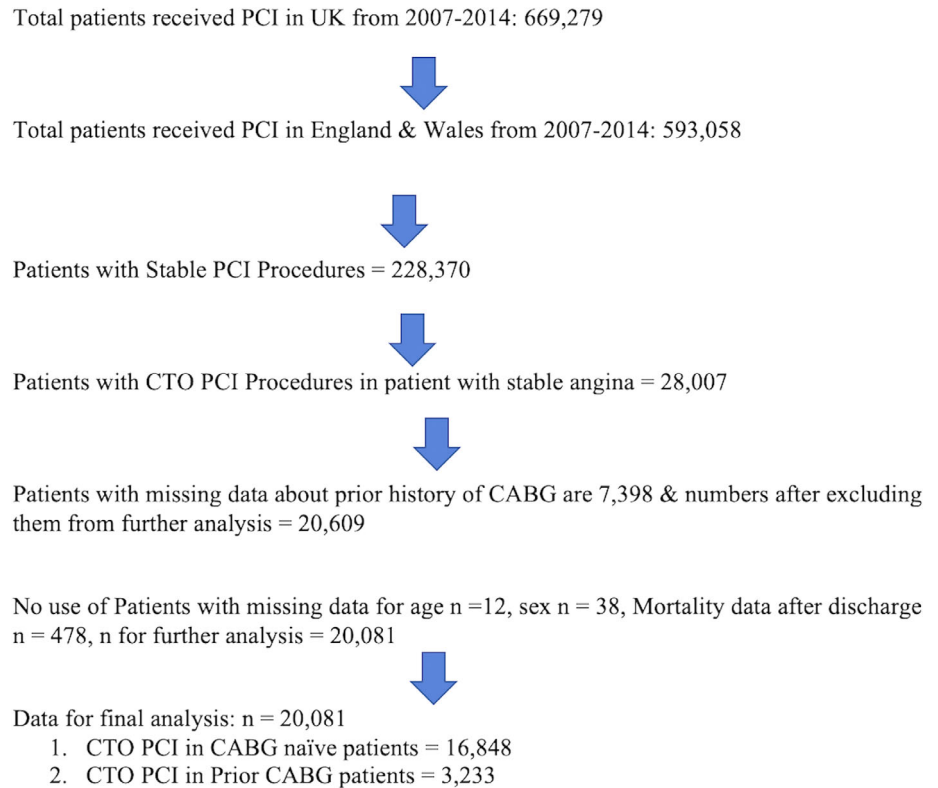 Total patients received PCI in UK from 2007-2014: 669,279
Total patients received PCI in England & Wales from 2007-2014: 593,058
Patients with Stable PCI Procedures = 228,370
Patients with CTO PCI Procedures in patient with stable angina = 28,007
Patients with missing data about prior history of CABG are 7,398 & numbers after excluding
them from further analysis = 20,609
No use of Patients with missing data for age n =12, sex n = 38, Mortality data after discharge
n = 478, n for further analysis = 20,081
Data for final analysis: n = 20,081
1. CTO PCI in CABG naïve patients = 16,848
2. CTO PCI in Prior CABG patients = 3,233